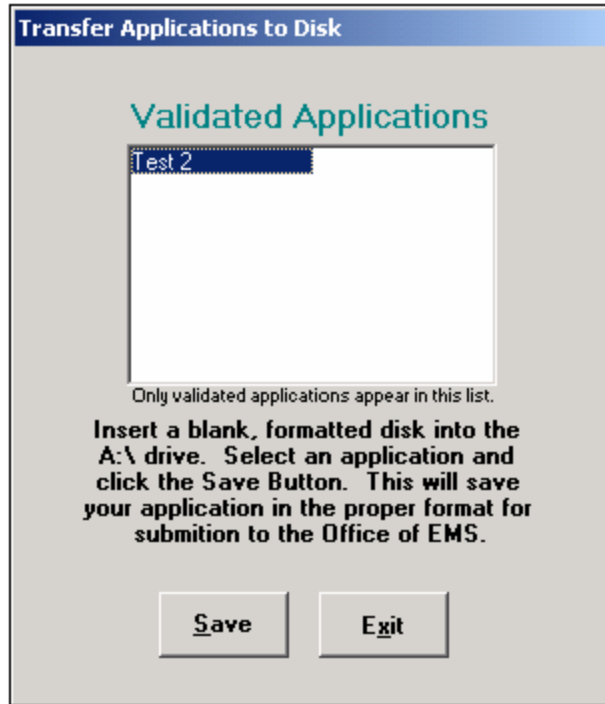 Transfer Applications to Disk
Validated Applications
Test 2
Only validated applications appear in this list.
Insert a blank, formatted disk into the
A:\ drive. Select an application and
click the Save Button. This will save
your application in the proper format for
submition to the Office of EMS.
Save
Exit